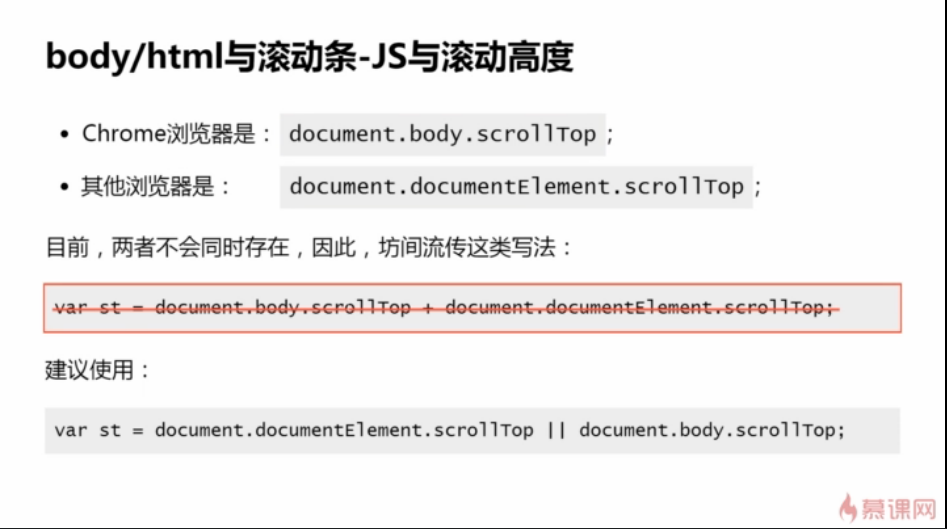 body/html与滚动条-JS与滚动高度
• Chrome浏览器是： document.body.scrollTop;
• 其他浏览器是： document.documentElement.scrollTop;
目前，两者不会同时存在，因此，坊间流传这类写法：
var st = document.body.scrollTop + document.documentElement.scrollTop;
建议使用：
var st = document.documentElement.scrollTop || document.body.scrollTop;
慕课网